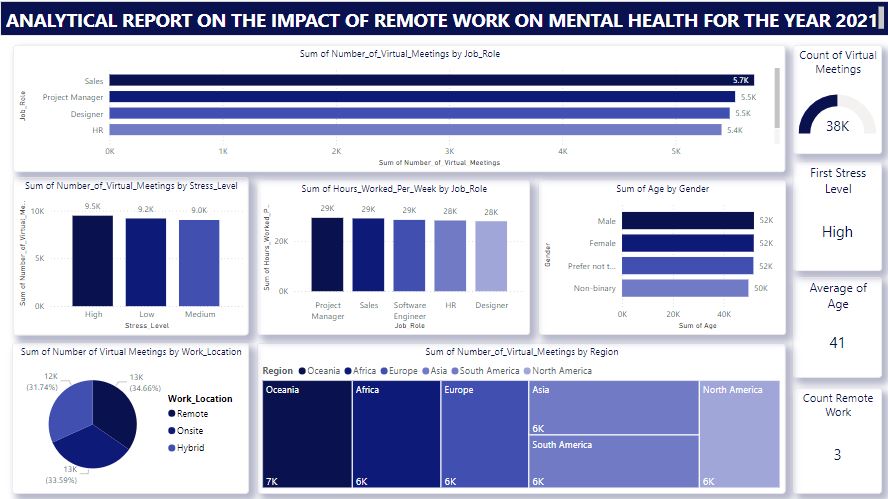 ANALYTICAL REPORT ON THE IMPACT OF REMOTE WORK ON MENTAL HEALTH FOR THE YEAR 2021
Sum of Number_of_Virtual_Meetings by Job_Role
Job_Role
Sales
5.7K
Project Manager
5.5K
Designer
5.5K
HR
5.4K
0K 1K 2K 3K 4K 5K
Sum of Number_of_Virtual_Meetings
Count of Virtual
Meetings
38K
First Stress
Level
High
Average of
Age
41
Count Remote
Work
3
Sum of Number_of_Virtual_Meetings by Stress_Level
Sum of Number_of_Virtual_Me...
10K
5K
0K
9.5K 9.2K 9.0K
High Low Medium
Stress_Level
Sum of Hours_Worked_Per_Week by Job_Role
Sum of Hours_Worked_P...
20K
0K
29K 29K 29K 28K 28K
Project
Manager
Sales
Software
Engineer
HR
Designer
Job_Role
Sum of Age by Gender
Gender
Male
52K
Female
52K
Prefer not t...
52K
Non-binary
50K
0K 20K 40K
Sum of Age
Sum of Number of Virtual Meetings by Work_Location
12K
(31.74%)
13K
(34.66%)
13K
(33.59%)
Work_Location
Remote
Onsite
Hybrid
Sum of Number_of_Virtual_Meetings by Region
Region Oceania Africa Europe Asia South America North America
Oceania
7K
Africa
6K
Europe
6K
Asia
6K
South America
6K
North America
6K